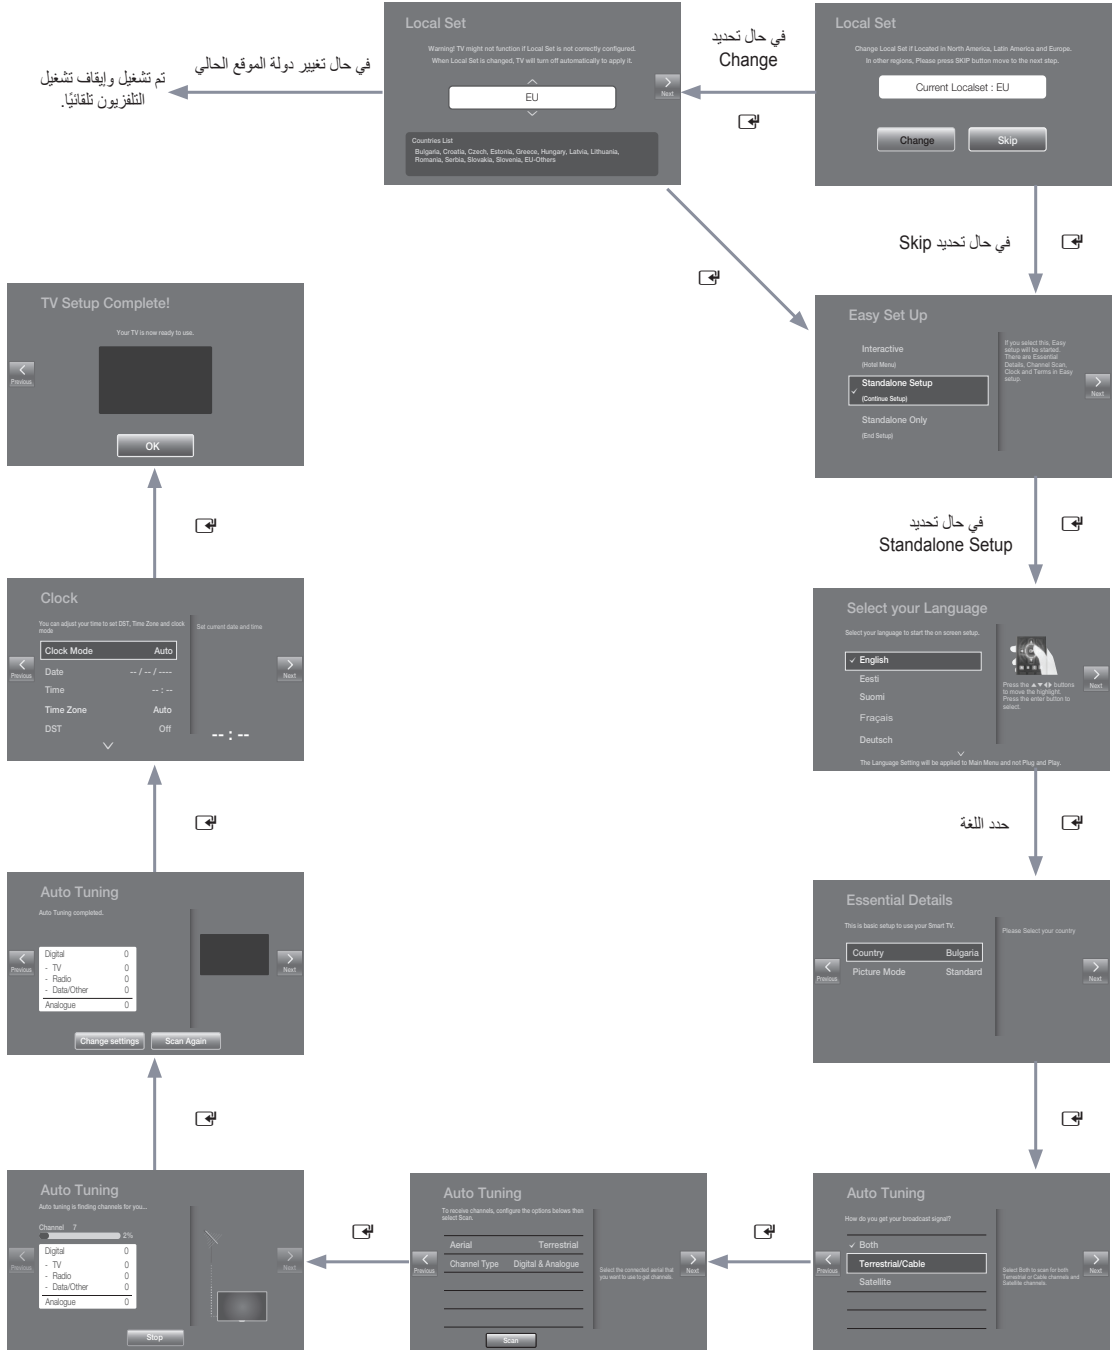 Local Set
Change Local Set if Located in North America, Latin America and Europe.
In other regions, Please press SKIP button move to the next step.
Current Localset : EU
Change
Skip
في حال تحديد
Change
Local Set
Warning! TV might not function if Local Set is not correctly configured.
When Local Set is changed, TV will turn off automatically to apply it.
EU
Next
Countries List
Bulgaria, Croatia, Czech, Estonia, Greece, Hungary, Latvia, Lithuania,
Romania, Serbia, Slovakia, Slovenia, EU-Others
في حال تغيير دولة الموقع الحالي
تم تشغيل وإيقاف تشغيل
التلفزيون تلقائيًا.
في حال تحديد Skip
Easy Set Up
Interactive
(Hotel Menu)
Standalone Setup
(Continue Setup)
Standalone Only
(End Setup)
If you select this, Easy
setup will be started.
There are Essential
Details, Channel Scan,
Clock and Terms in Easy
setup.
Next
في حال تحديد
Standalone Setup
Select your Language
Select your language to start the on screen setup.
English
Eesti
Suomi
Fraçais
Deutsch
Press the ▲▼◀▶ buttons
to move the highlight.
Press the enter button to
select.
Next
The Language Setting will be applied to Main Menu and not Plug and Play.
حدد اللغة
Essential Details
This is basic setup to use your Smart TV.
Country Bulgaria
Picture Mode Standard
Please Select your country
Previous
Next
Auto Tuning
How do you get your broadcast signal?
Both
Terrestrial/Cable
Satellite
Select Both to scan for both
Terrestrial or Cable channels and
Satellite channels.
Previous
Next
Auto Tuning
To receive channels, configure the options belows then
select Scan.
Aerial Terrestrial
Channel Type Digital & Analogue
Select the connected aerial that
you want to use to get channels.
Previous
Next
Scan
Auto Tuning
Auto tuning is finding channels for you...
Channel 7
2%
Digital 0
- TV 0
- Radio 0
- Data/Other 0
Analogue 0
Previous
Next
Stop
Auto Tuning
Auto Tuning completed.
Digital 0
- TV 0
- Radio 0
- Data/Other 0
Analogue 0
Previous
Next
Change settings
Scan Again
Clock
You can adjust your time to set DST, Time Zone and clock
mode
Clock Mode Auto
Date -- / -- / ----
Time -- : --
Time Zone Auto
DST Off
Set current date and time
-- : --
Previous
Next
TV Setup Complete!
Your TV is now ready to use.
Previous
OK